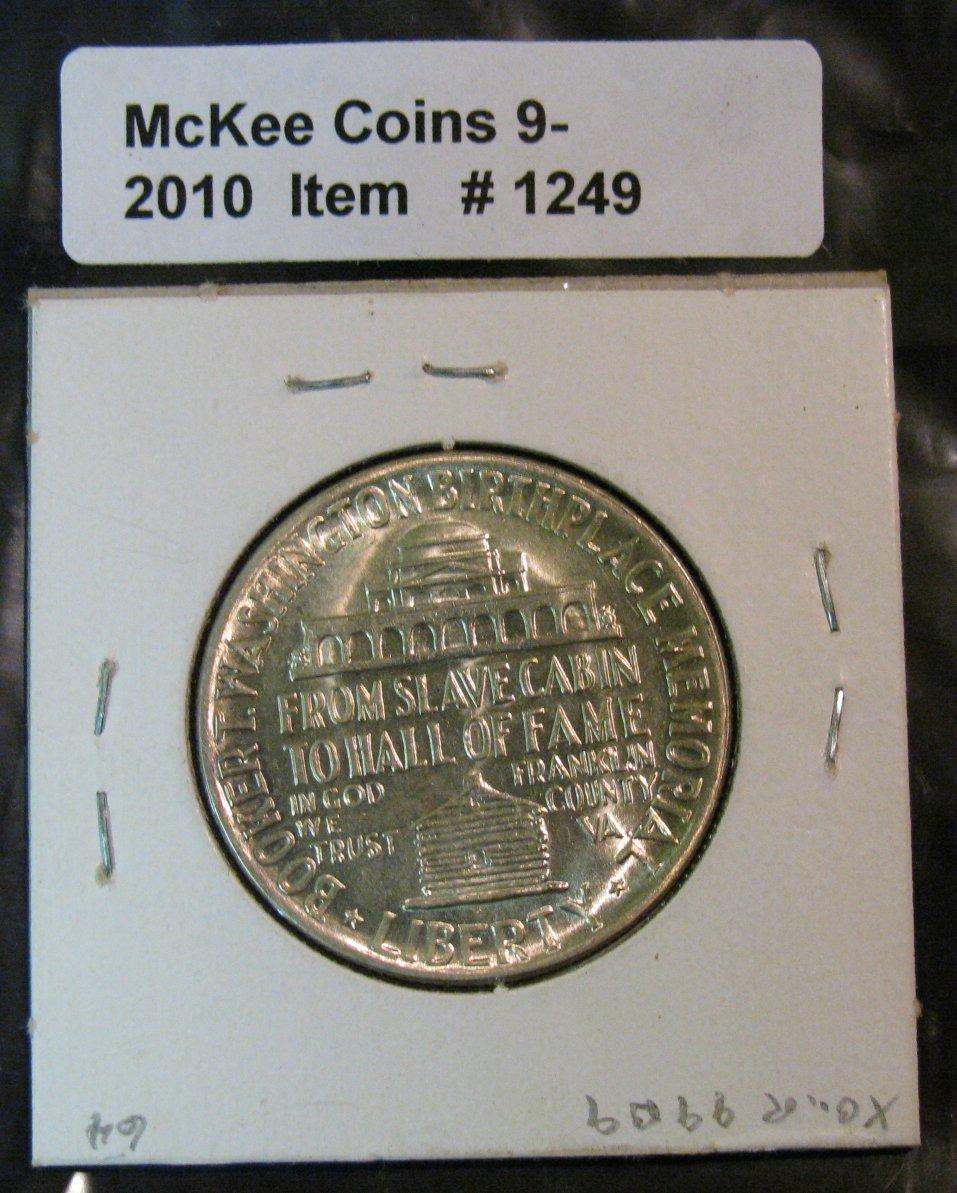 McKee Coins 9-
2010 Item # 1249
BOOKER T. WASHINGTON BIRTHPLACE MEMORIAL
FROM SLAVE CABIN
TO HALL OF FAME
IN GOD
WE
TRUST
FRANKLIN
COUNTY
VA
LIBERTY
64